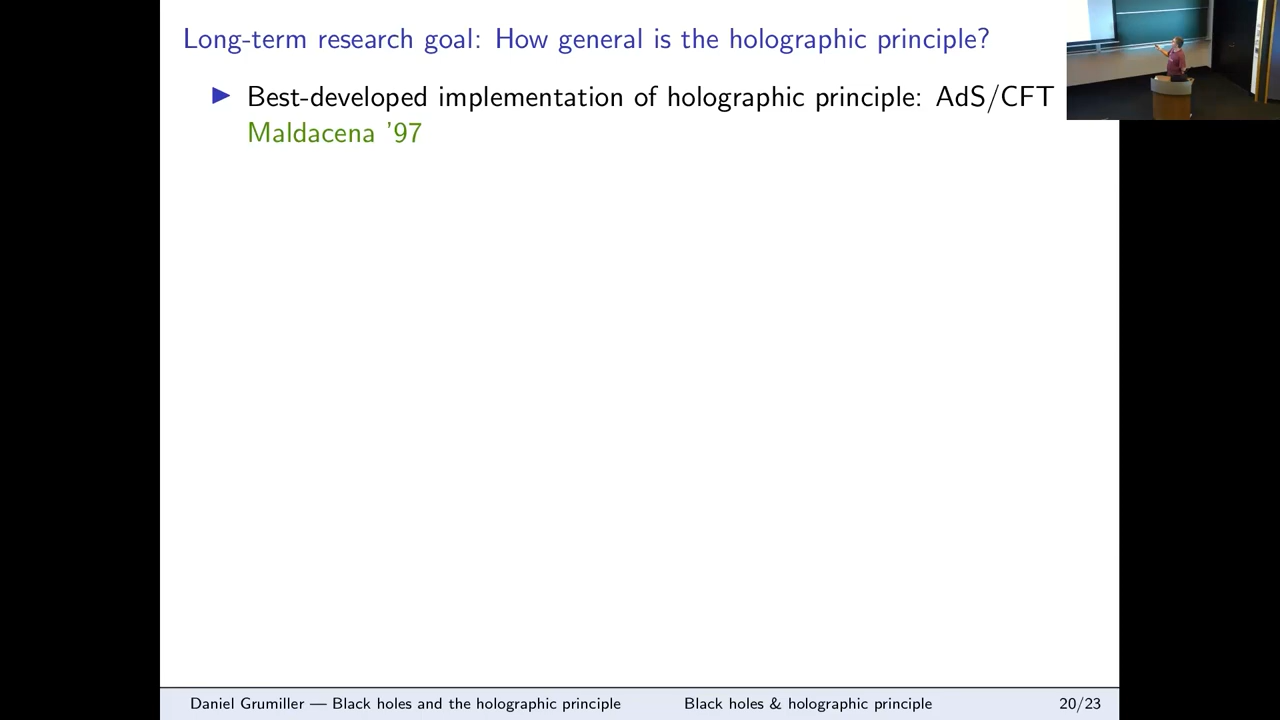 Long-term research goal: How general is the holographic principle?
▶ Best-developed implementation of holographic principle: AdS/CFT
Maldacena '97
Daniel Grumiller — Black holes and the holographic principle Black holes & holographic principle 20/23